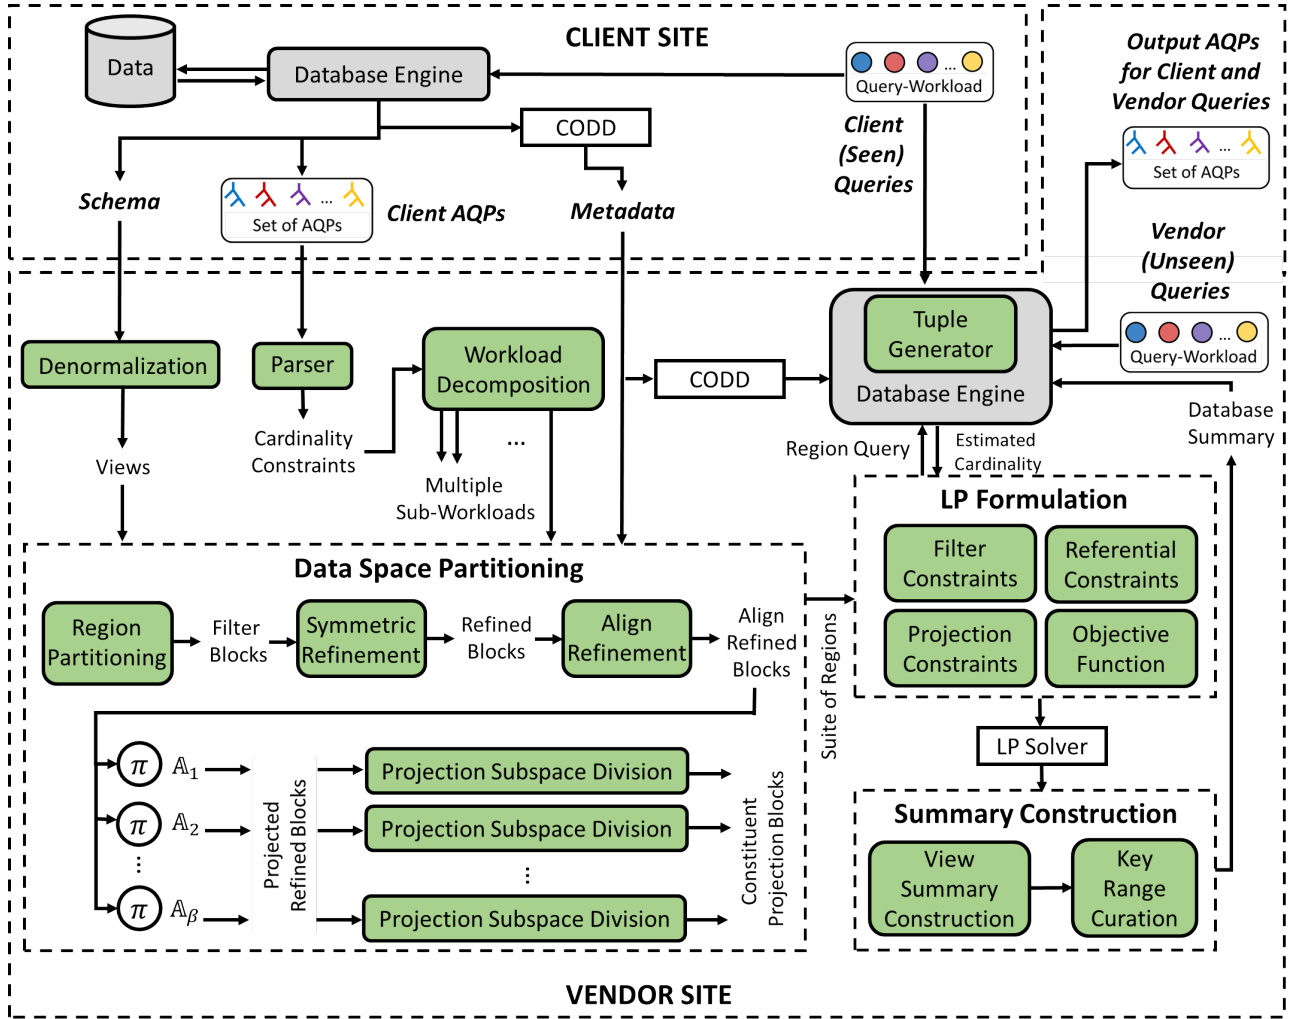 CLIENT SITE
Data
Database Engine
...
Query-Workload
CODD
Client
(Seen)
Queries
Schema
...
Set of AQPs
Client AQPs
Metadata
Output AQPs
for Client and
Vendor Queries
...
Set of AQPs
Vendor
(Unseen)
Queries
...
Query-Workload
Denormalization
Parser
Workload
Decomposition
CODD
Tuple
Generator
Database Engine
Views
Cardinality
Constraints
...
Multiple
Sub-Workloads
Region Query
Estimated
Cardinality
Database
Summary
Data Space Partitioning
Region
Partitioning
Filter
Blocks
Symmetric
Refinement
Refined
Blocks
Align
Refinement
Align
Refined
Blocks
Suite of Regions
LP Formulation
Filter
Constraints
Referential
Constraints
Projection
Constraints
Objective
Function
LP Solver
π 𝔸1
π 𝔸2
⋮
π 𝔸β
Projected
Refined Blocks
Projection Subspace Division
Projection Subspace Division
⋮
Projection Subspace Division
Constituent
Projection Blocks
Summary Construction
View
Summary
Construction
Key
Range
Curation
VENDOR SITE